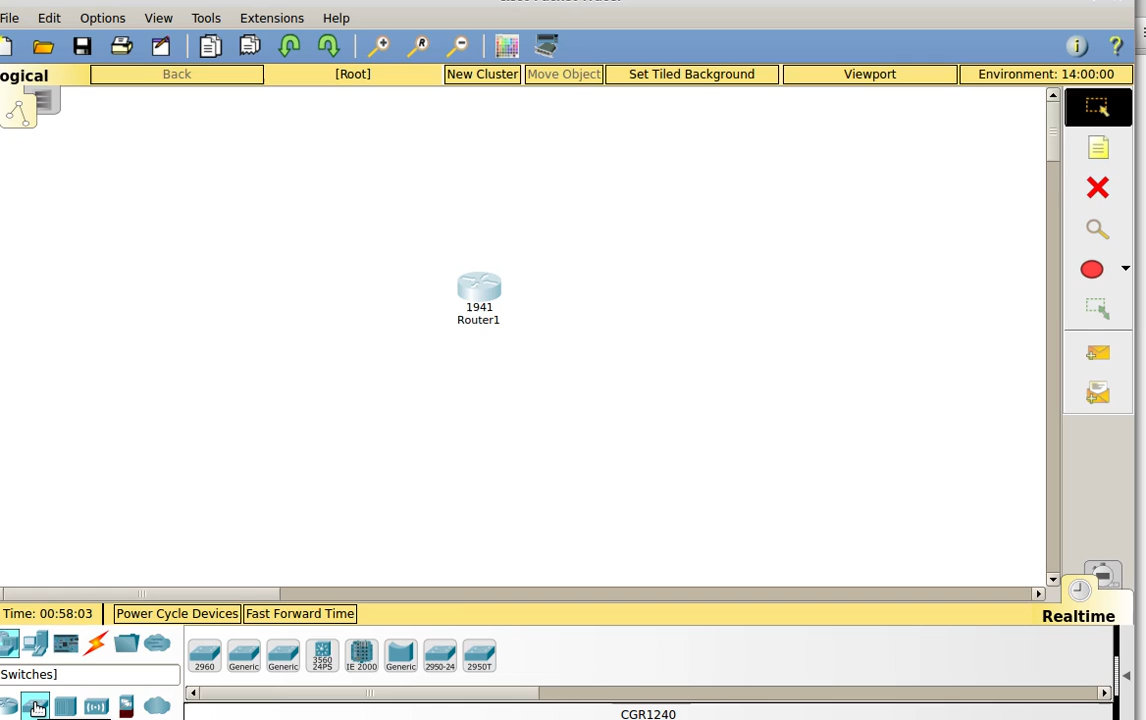 File Edit Options View Tools Extensions Help
ogical Back [Root] New Cluster Move Object Set Tiled Background Viewport Environment: 14:00:00
1941
Router1
Time: 00:58:03 Power Cycle Devices Fast Forward Time
Realtime
2960 Generic Generic 3560 24PS IE 2000 Generic 2950-24 2950T
Switches]
CGR1240